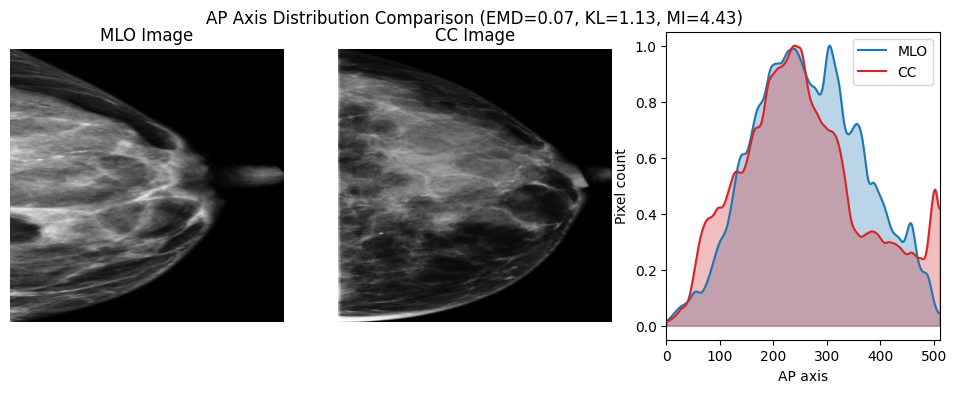 AP Axis Distribution Comparison (EMD=0.07, KL=1.13, MI=4.43)
MLO Image
CC Image
MLO
CC
Pixel count
1.0
0.8
0.6
0.4
0.2
0.0
0 100 200 300 400 500
AP axis